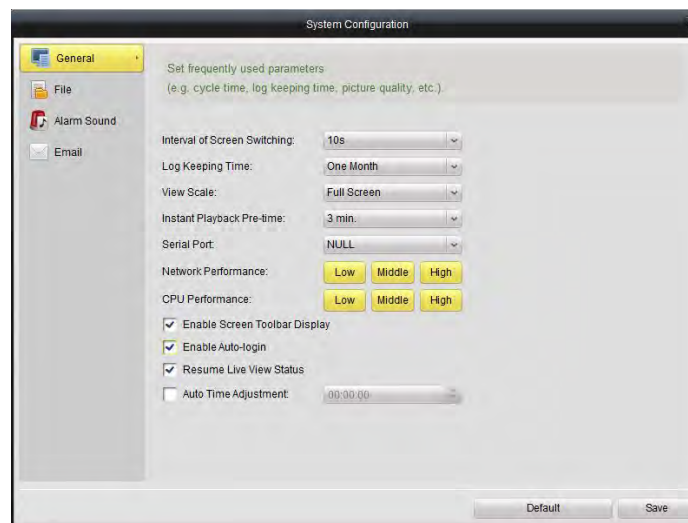 System Configuration
General
File
Alarm Sound
Email
Set frequently used parameters
(e.g. cycle time, log keeping time, picture quality, etc.).
Interval of Screen Switching: 10s
Log Keeping Time: One Month
View Scale: Full Screen
Instant Playback Pre-time: 3 min.
Serial Port: NULL
Network Performance: Low Middle High
CPU Performance: Low Middle High
Enable Screen Toolbar Display
Enable Auto-login
Resume Live View Status
Auto Time Adjustment: 00:00:00
Default Save